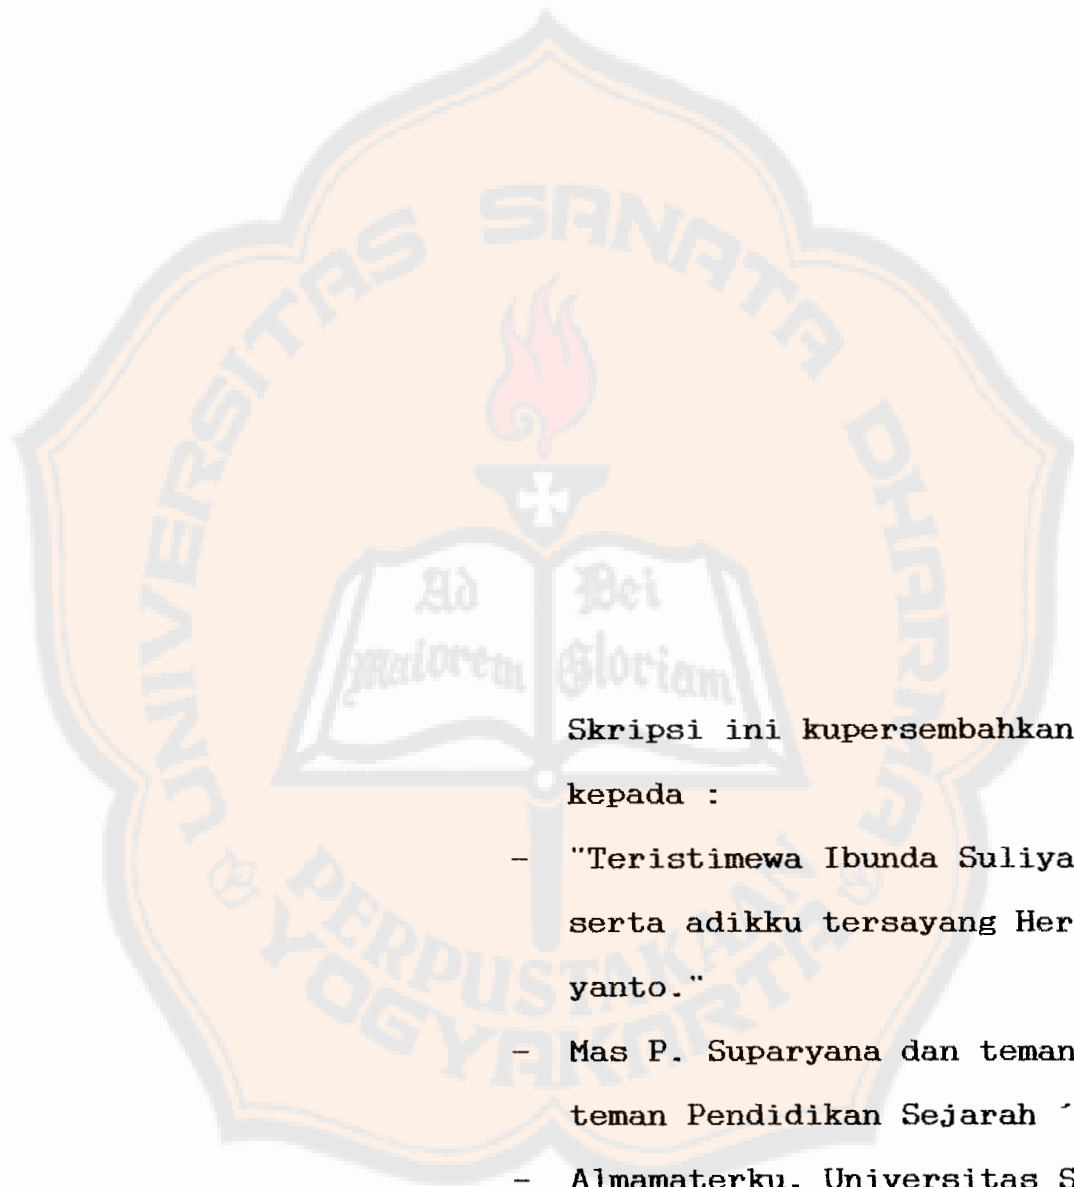 UNIVERSITAS SANATA DHARMA
Ad Dei
maiorem Gloriam
PERPUSTAKAAN
YOGYAKARTA
Skripsi ini kupersembahkan
kepada :
- "Teristimewa Ibunda Suliya
serta adikku tersayang Her
yanto."
- Mas P. Suparyana dan teman
teman Pendidikan Sejarah '
- Almamaterku, Universitas S